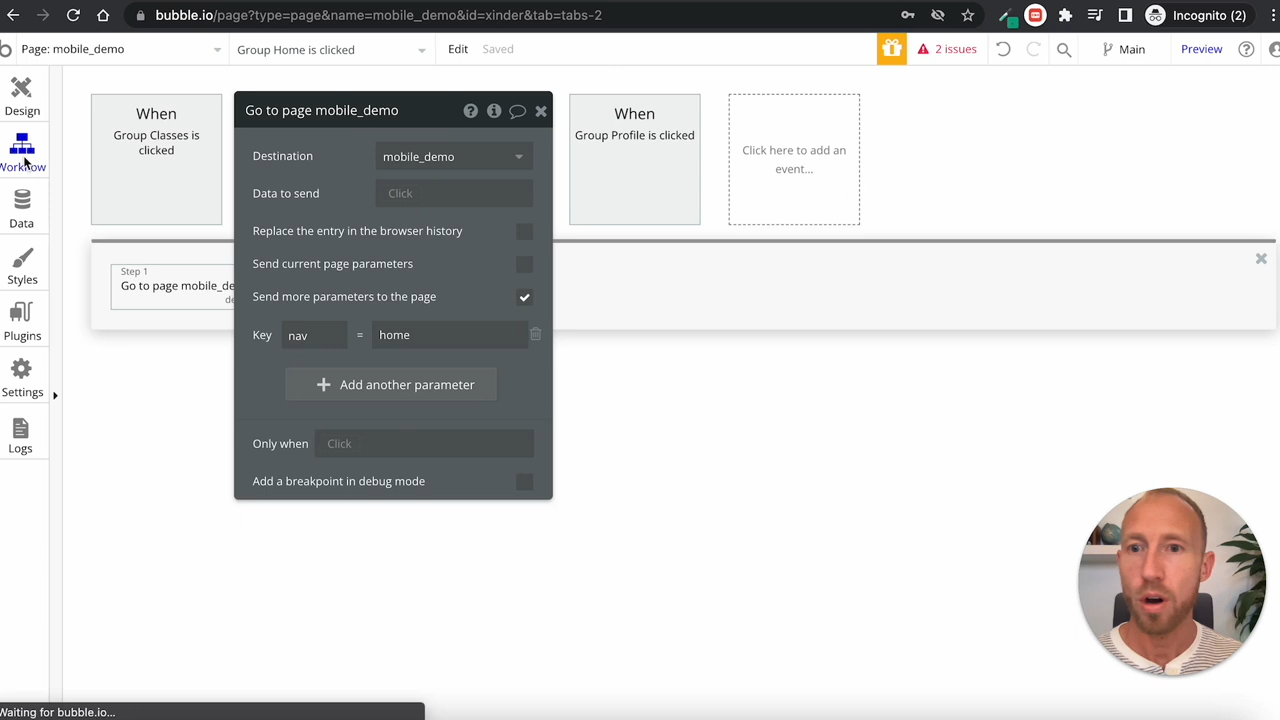 bubble.io/page?type=page&name=mobile_demo&id=xinder&tab=tabs-2
Incognito (2)
Page: mobile_demo
Group Home is clicked
Edit
Saved
2 issues
Main
Preview
Design
Workflow
Data
Styles
Plugins
Settings
Logs
When
Group Classes is
clicked
Go to page mobile_demo
When
Group Profile is clicked
Click here to add an
event...
Destination
mobile_demo
Data to send
Click
Replace the entry in the browser history
Send current page parameters
Send more parameters to the page
Key
nav
=
home
Add another parameter
Only when
Click
Add a breakpoint in debug mode
Step 1
Go to page mobile_de
de
Waiting for bubble.io...